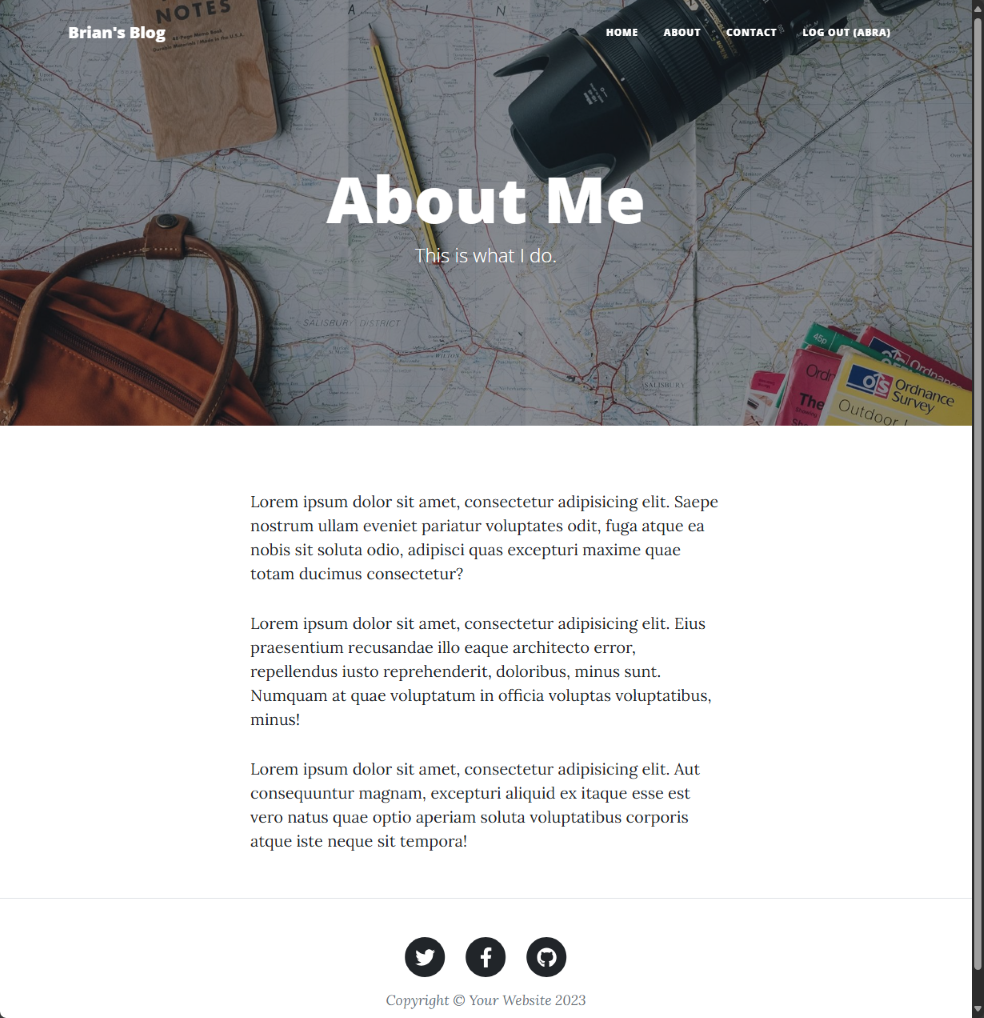 NOTES
Brian's Blog
HOME
ABOUT
CONTACT
LOG OUT (ABRA)
About Me
This is what I do.
SALISBURY DISTRICT
SALISBURY
Ordnance
Survey
Outdoor
Lorem ipsum dolor sit amet, consectetur adipisicing elit. Saepe
nostrum ullam eveniet pariatur voluptates odit, fuga atque ea
nobis sit soluta odio, adipisci quas excepturi maxime quae
totam ducimus consectetur?
Lorem ipsum dolor sit amet, consectetur adipisicing elit. Eius
praesentium recusandae illo eaque architecto error,
repellendus iusto reprehenderit, doloribus, minus sunt.
Numquam at quae voluptatum in officia voluptas voluptatibus,
minus!
Lorem ipsum dolor sit amet, consectetur adipisicing elit. Aut
consequuntur magnam, excepturi aliquid ex itaque esse est
vero natus quae optio aperiam soluta voluptatibus corporis
atque iste neque sit tempora!
Copyright © Your Website 2023